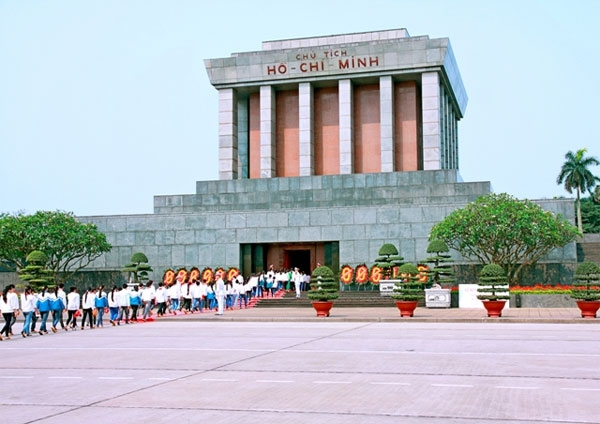 CHỦ TỊCH
HỒ - CHÍ - MINH